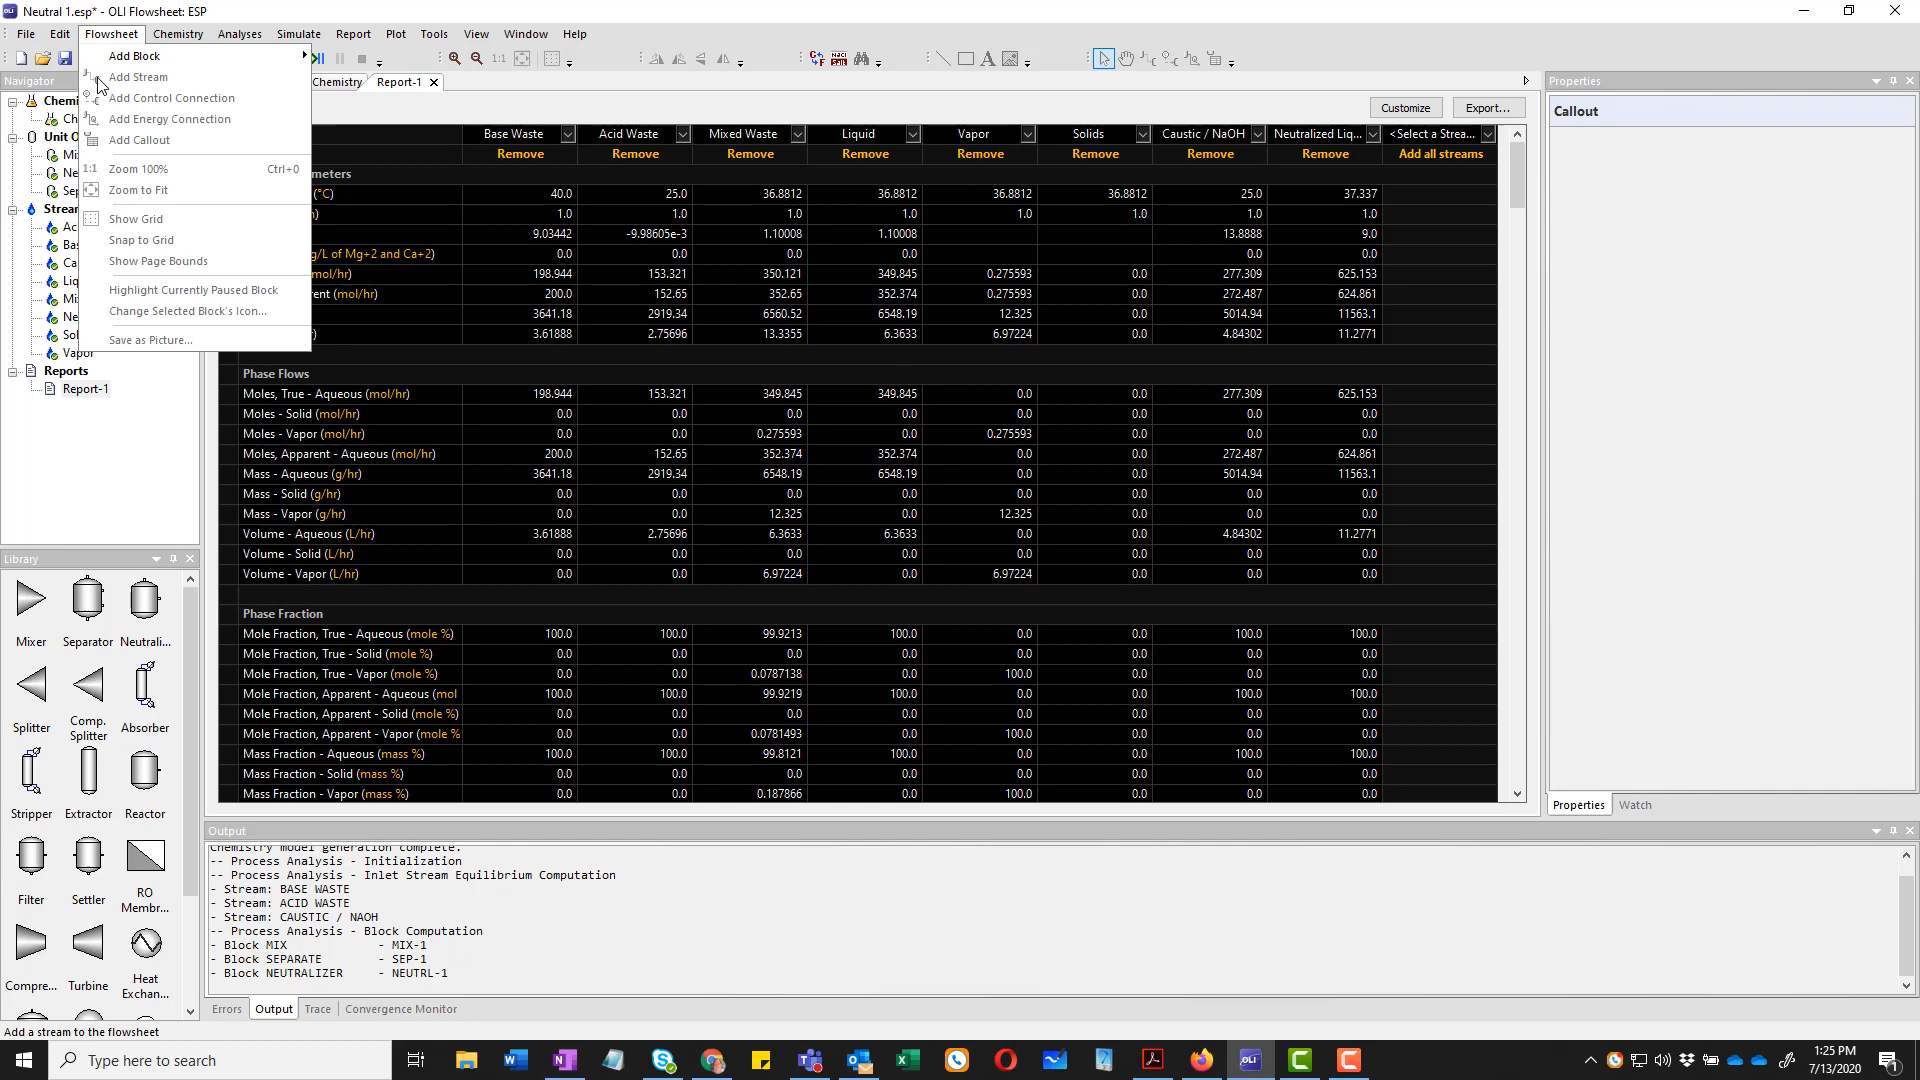 Neutral 1.esp* - OLI Flowsheet: ESP
File Edit Flowsheet Chemistry Analyses Simulate Report Plot Tools View Window Help
Navigator
Add Block
Add Stream
Add Control Connection
Add Energy Connection
Add Callout
1:1 Zoom 100% Ctrl+0
Zoom to Fit
Show Grid
Snap to Grid
Show Page Bounds
Highlight Currently Paused Block
Change Selected Block's Icon...
Save as Picture...
Chemi
Ch
Unit O
Mi
Ne
Sep
Strear
Ac
Bas
Ca
Liq
Mi
Ne
Sol
Vapor
Reports
Report-1
Chemistry Report-1
Customize Export...
Base Waste Acid Waste Mixed Waste Liquid Vapor Solids Caustic / NaOH Neutralized Liq... <Select a Strea...
Remove Remove Remove Remove Remove Remove Remove Remove Add all streams
meters
(°C) 40.0 25.0 36.8812 36.8812 36.8812 36.8812 25.0 37.337
1.0 1.0 1.0 1.0 1.0 1.0 1.0 1.0
9.03442 -9.98605e-3 1.10008 1.10008 13.8888 9.0
g/L of Mg+2 and Ca+2) 0.0 0.0 0.0 0.0 0.0 0.0
mol/hr) 198.944 153.321 350.121 349.845 0.275593 0.0 277.309 625.153
rent (mol/hr) 200.0 152.65 352.65 352.374 0.275593 0.0 272.487 624.861
3641.18 2919.34 6560.52 6548.19 12.325 0.0 5014.94 11563.1
3.61888 2.75696 13.3355 6.3633 6.97224 0.0 4.84302 11.2771
Phase Flows
Moles, True - Aqueous (mol/hr) 198.944 153.321 349.845 349.845 0.0 0.0 277.309 625.153
Moles - Solid (mol/hr) 0.0 0.0 0.0 0.0 0.0 0.0 0.0 0.0
Moles - Vapor (mol/hr) 0.0 0.0 0.275593 0.0 0.275593 0.0 0.0 0.0
Moles, Apparent - Aqueous (mol/hr) 200.0 152.65 352.374 352.374 0.0 0.0 272.487 624.861
Mass - Aqueous (g/hr) 3641.18 2919.34 6548.19 6548.19 0.0 0.0 5014.94 11563.1
Mass - Solid (g/hr) 0.0 0.0 0.0 0.0 0.0 0.0 0.0 0.0
Mass - Vapor (g/hr) 0.0 0.0 12.325 0.0 12.325 0.0 0.0 0.0
Volume - Aqueous (L/hr) 3.61888 2.75696 6.3633 6.3633 0.0 0.0 4.84302 11.2771
Volume - Solid (L/hr) 0.0 0.0 0.0 0.0 0.0 0.0 0.0 0.0
Volume - Vapor (L/hr) 0.0 0.0 6.97224 0.0 6.97224 0.0 0.0 0.0
Phase Fraction
Mole Fraction, True - Aqueous (mole %) 100.0 100.0 99.9213 100.0 0.0 0.0 100.0 100.0
Mole Fraction, True - Solid (mole %) 0.0 0.0 0.0 0.0 0.0 0.0 0.0 0.0
Mole Fraction, True - Vapor (mole %) 0.0 0.0 0.0787138 0.0 100.0 0.0 0.0 0.0
Mole Fraction, Apparent - Aqueous (mol 100.0 100.0 99.9219 100.0 0.0 0.0 100.0 100.0
Mole Fraction, Apparent - Solid (mole %) 0.0 0.0 0.0 0.0 0.0 0.0 0.0 0.0
Mole Fraction, Apparent - Vapor (mole % 0.0 0.0 0.0781493 0.0 100.0 0.0 0.0 0.0
Mass Fraction - Aqueous (mass %) 100.0 100.0 99.8121 100.0 0.0 0.0 100.0 100.0
Mass Fraction - Solid (mass %) 0.0 0.0 0.0 0.0 0.0 0.0 0.0 0.0
Mass Fraction - Vapor (mass %) 0.0 0.0 0.187866 0.0 100.0 0.0 0.0 0.0
Properties
Callout
Properties Watch
Library
Mixer Separator Neutrali...
Splitter Comp. Splitter Absorber
Stripper Extractor Reactor
Filter Settler RO Membr...
Compre... Turbine Heat Exchan...
Output
Chemistry model generation complete.
-- Process Analysis - Initialization
-- Process Analysis - Inlet Stream Equilibrium Computation
- Stream: BASE WASTE
- Stream: ACID WASTE
- Stream: CAUSTIC / NAOH
-- Process Analysis - Block Computation
- Block MIX - MIX-1
- Block SEPARATE - SEP-1
- Block NEUTRALIZER - NEUTRL-1
Errors Output Trace Convergence Monitor
Add a stream to the flowsheet
Type here to search
1:25 PM
7/13/2020